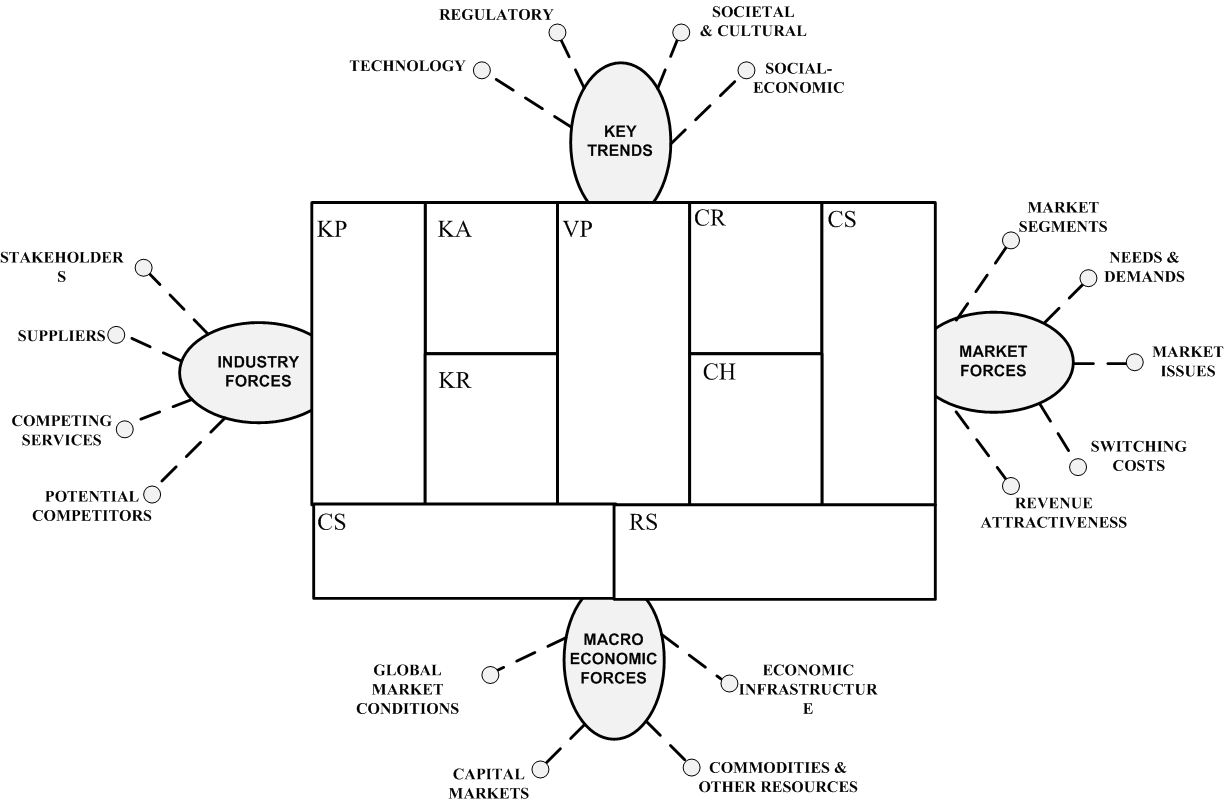 REGULATORY
SOCIETAL
& CULTURAL
TECHNOLOGY
SOCIAL-
ECONOMIC
KEY
TRENDS
KP
KA
VP
CR
CS
KR
CH
CS
RS
STAKEHOLDER
S
SUPPLIERS
INDUSTRY
FORCES
COMPETING
SERVICES
POTENTIAL
COMPETITORS
MARKET
SEGMENTS
NEEDS &
DEMANDS
MARKET
FORCES
MARKET
ISSUES
SWITCHING
COSTS
REVENUE
ATTRACTIVENESS
MACRO
ECONOMIC
FORCES
GLOBAL
MARKET
CONDITIONS
ECONOMIC
INFRASTRUCTUR
E
CAPITAL
MARKETS
COMMODITIES &
OTHER RESOURCES